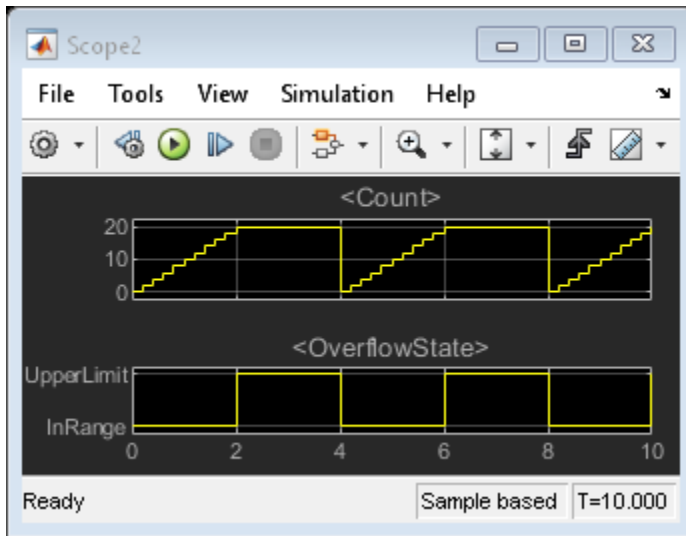 Scope2
File Tools View Simulation Help
<Count>
20
10
0
<OverflowState>
UpperLimit
InRange
0 2 4 6 8 10
Ready Sample based T=10.000